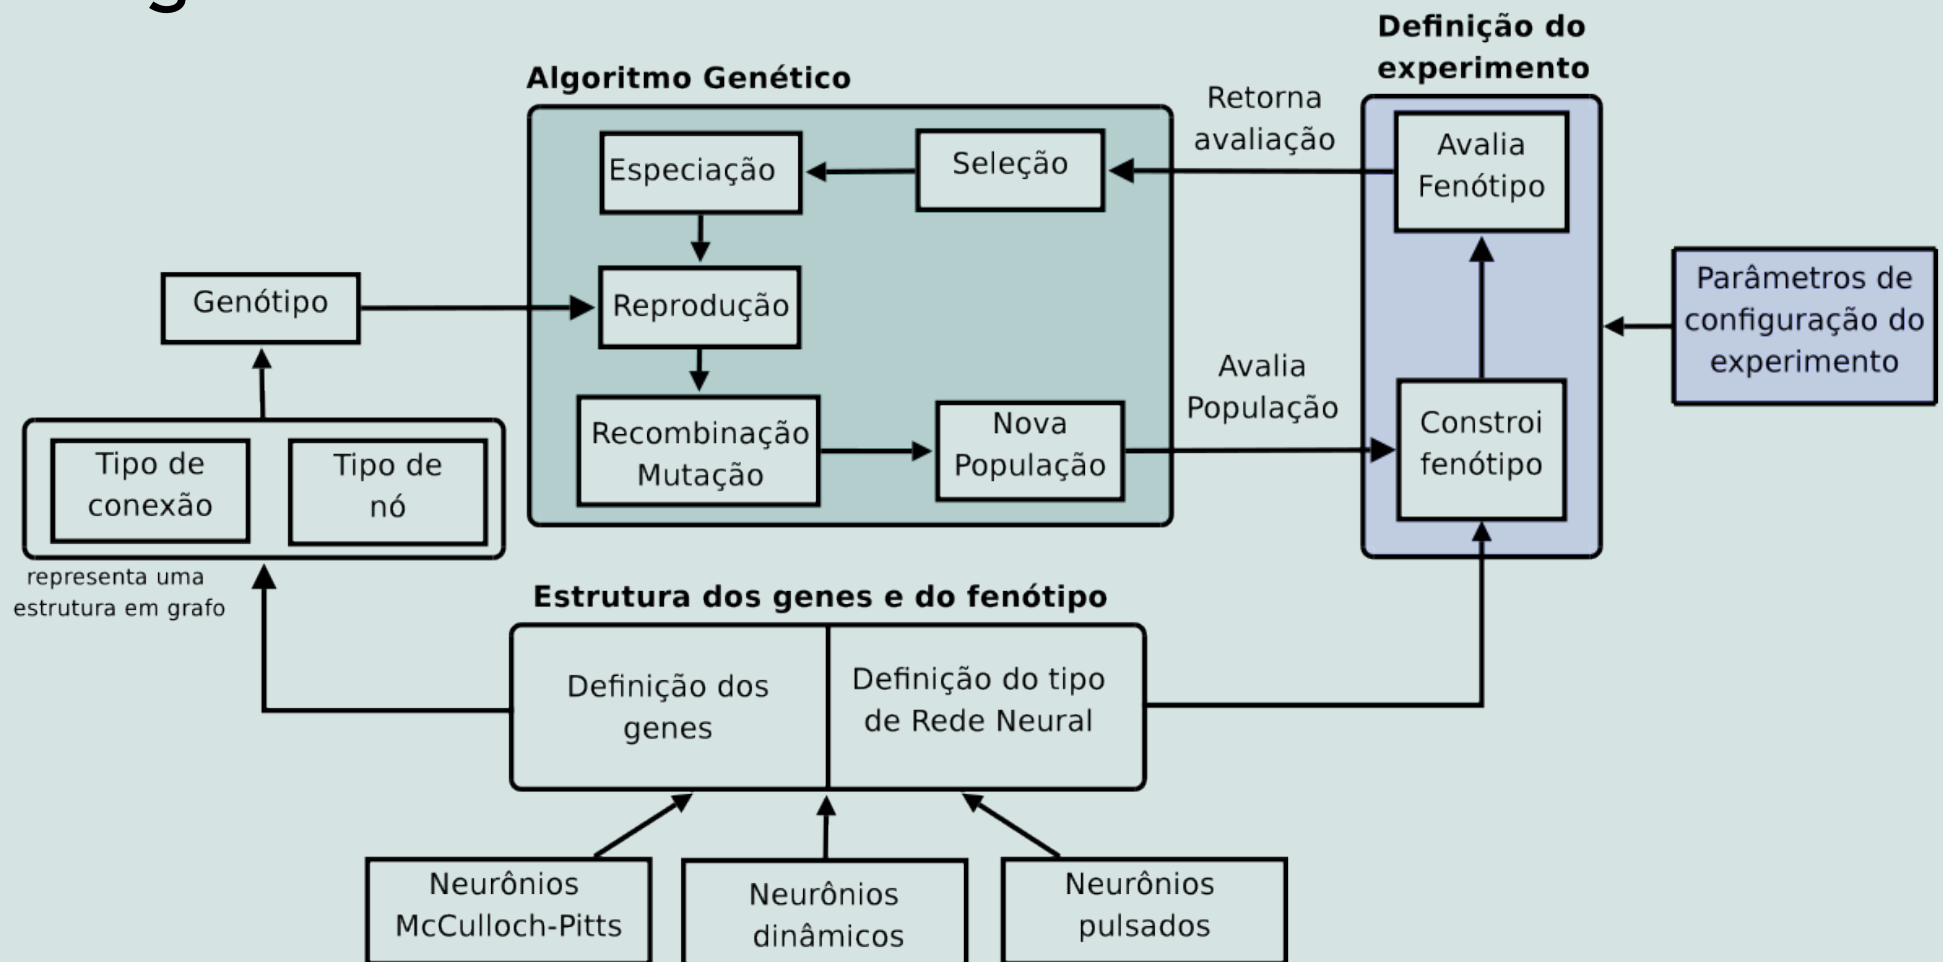 Definição do
experimento
Algoritmo Genético
Retorna
avaliação
Especiação
Seleção
Avalia
Fenótipo
Genótipo
Reprodução
Parâmetros de
configuração do
experimento
Avalia
População
Tipo de
conexão
Tipo de
nó
Recombinação
Mutação
Nova
População
Constroi
fenótipo
representa uma
estrutura em grafo
Estrutura dos genes e do fenótipo
Definição dos
genes
Definição do tipo
de Rede Neural
Neurônios
McCulloch-Pitts
Neurônios
dinâmicos
Neurônios
pulsados